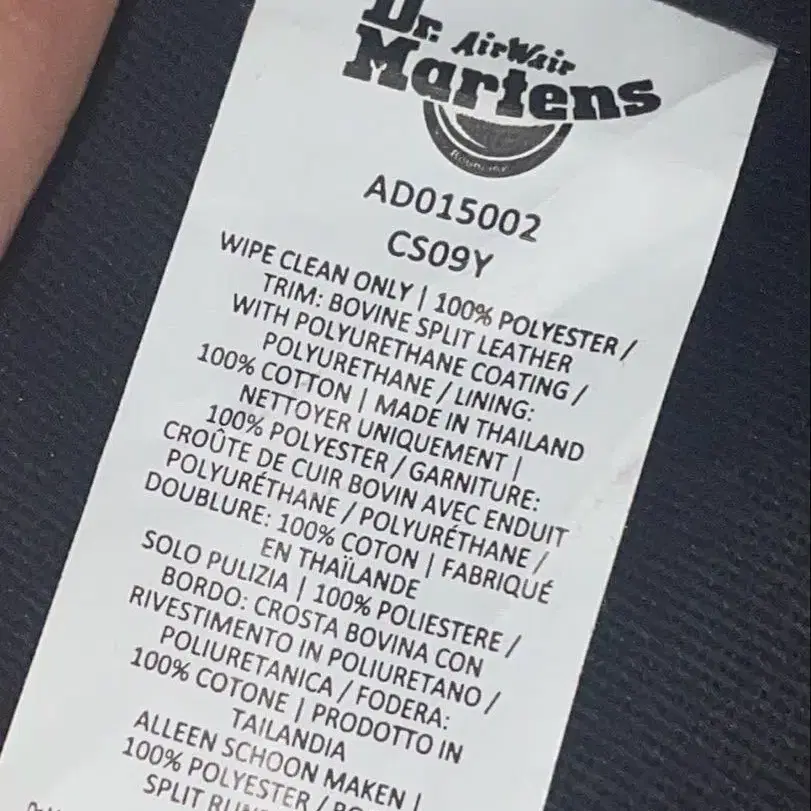 Dr. AirWair
Martens
AD015002
CS09Y
WIPE CLEAN ONLY | 100% POLYESTER /
TRIM: BOVINE SPLIT LEATHER
WITH POLYURETHANE COATING /
POLYURETHANE / LINING:
100% COTTON | MADE IN THAILAND
NETTOYER UNIQUEMENT |
100% POLYESTER / GARNITURE:
CROÛTE DE CUIR BOVIN AVEC ENDUIT
POLYURÉTHANE / POLYURÉTHANE /
DOUBLURE: 100% COTON | FABRIQUÉ
EN THAÏLANDE
SOLO PULIZIA | 100% POLIESTERE /
BORDO: CROSTA BOVINA CON
RIVESTIMENTO IN POLIURETANO /
POLIURETANICA / FODERA:
100% COTONE | PRODOTTO IN
TAILANDIA
ALLEEN SCHOON MAKEN |
100% POLYESTER /
SPLIT